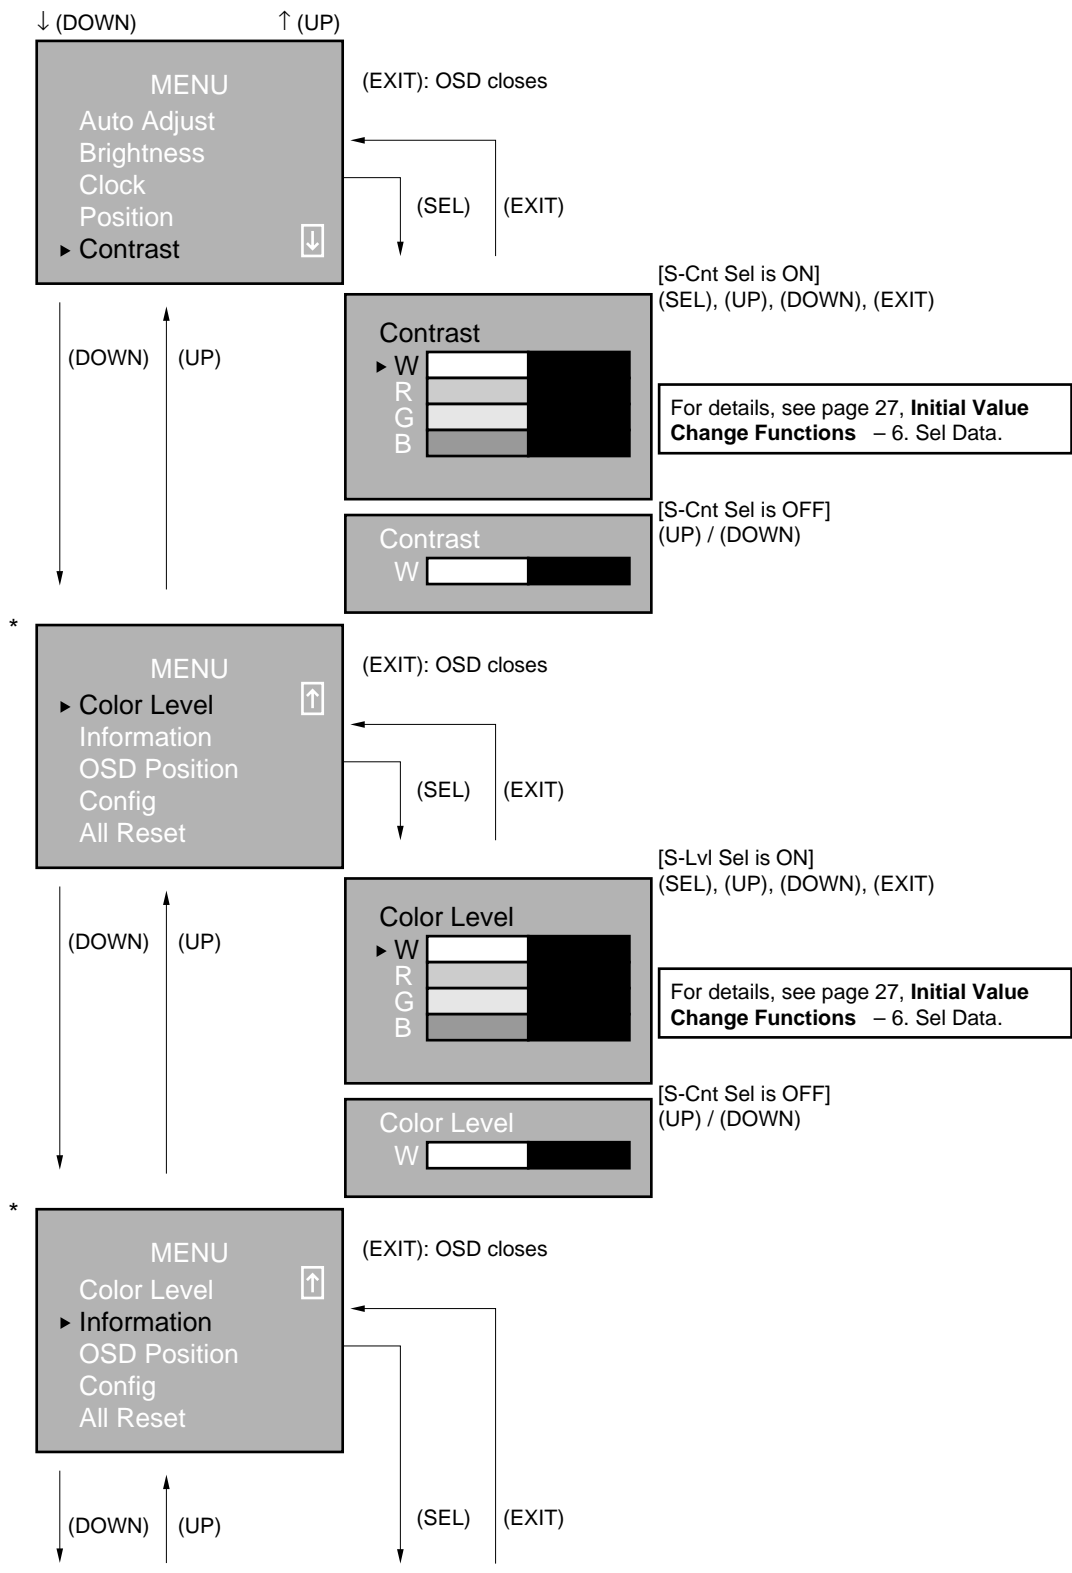 ↓ (DOWN) ↑ (UP)
MENU
Auto Adjust
Brightness
Clock
Position
▸ Contrast ↓
(EXIT): OSD closes
(SEL) (EXIT)
(DOWN) (UP)
[S-Cnt Sel is ON]
(SEL), (UP), (DOWN), (EXIT)
Contrast
▸ W
R
G
B
For details, see page 27, Initial Value
Change Functions – 6. Sel Data.
[S-Cnt Sel is OFF]
(UP) / (DOWN)
Contrast
W
*
MENU
▸ Color Level ↑
Information
OSD Position
Config
All Reset
(EXIT): OSD closes
(SEL) (EXIT)
(DOWN) (UP)
[S-Lvl Sel is ON]
(SEL), (UP), (DOWN), (EXIT)
Color Level
▸ W
R
G
B
For details, see page 27, Initial Value
Change Functions – 6. Sel Data.
[S-Cnt Sel is OFF]
(UP) / (DOWN)
Color Level
W
*
MENU
Color Level ↑
▸ Information
OSD Position
Config
All Reset
(EXIT): OSD closes
(DOWN) (UP)
(SEL) (EXIT)